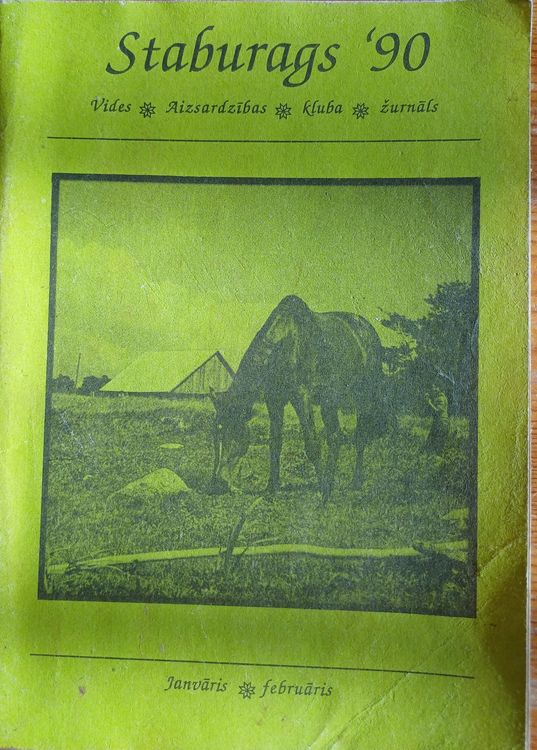 Staburags '90
Vides ❋ Aizsardzības ❋ kluba ❋ žurnāls
Janvāris ❋ februāris